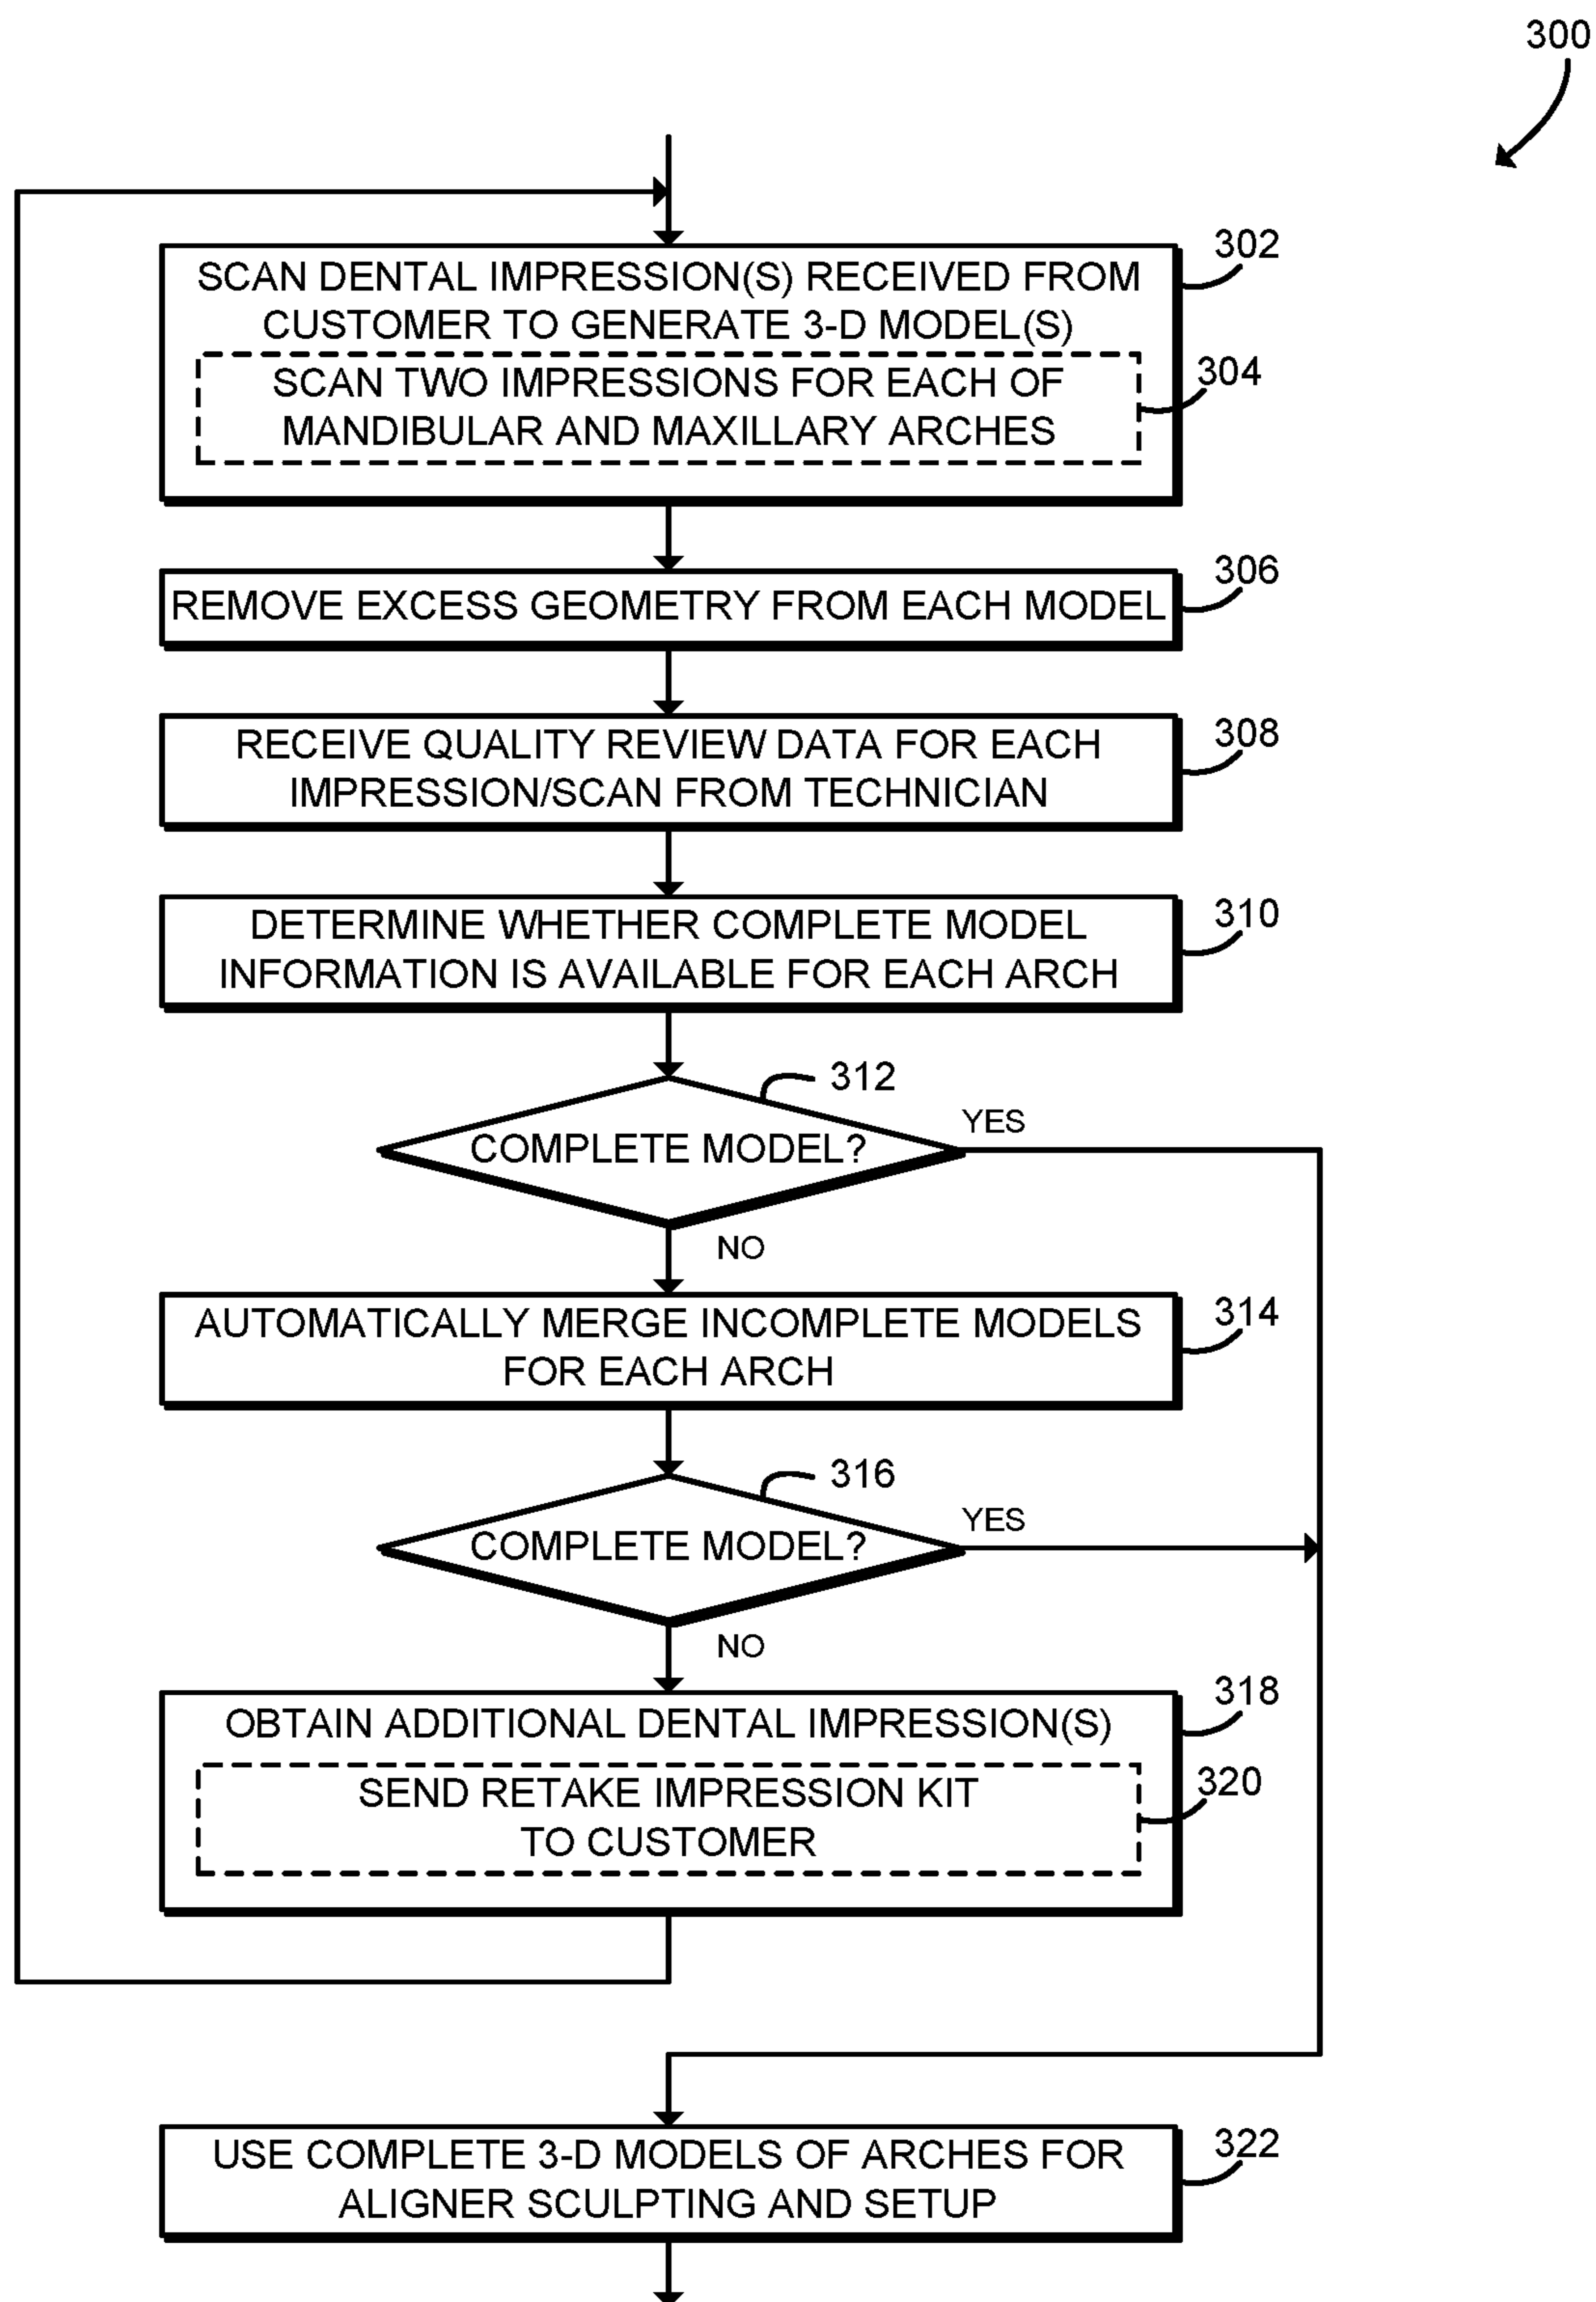 300
SCAN DENTAL IMPRESSION(S) RECEIVED FROM
CUSTOMER TO GENERATE 3-D MODEL(S)
302
SCAN TWO IMPRESSIONS FOR EACH OF
MANDIBULAR AND MAXILLARY ARCHES
304
REMOVE EXCESS GEOMETRY FROM EACH MODEL
306
RECEIVE QUALITY REVIEW DATA FOR EACH
IMPRESSION/SCAN FROM TECHNICIAN
308
DETERMINE WHETHER COMPLETE MODEL
INFORMATION IS AVAILABLE FOR EACH ARCH
310
312
COMPLETE MODEL?
YES
NO
AUTOMATICALLY MERGE INCOMPLETE MODELS
FOR EACH ARCH
314
316
COMPLETE MODEL?
YES
NO
OBTAIN ADDITIONAL DENTAL IMPRESSION(S)
318
SEND RETAKE IMPRESSION KIT
TO CUSTOMER
320
USE COMPLETE 3-D MODELS OF ARCHES FOR
ALIGNER SCULPTING AND SETUP
322